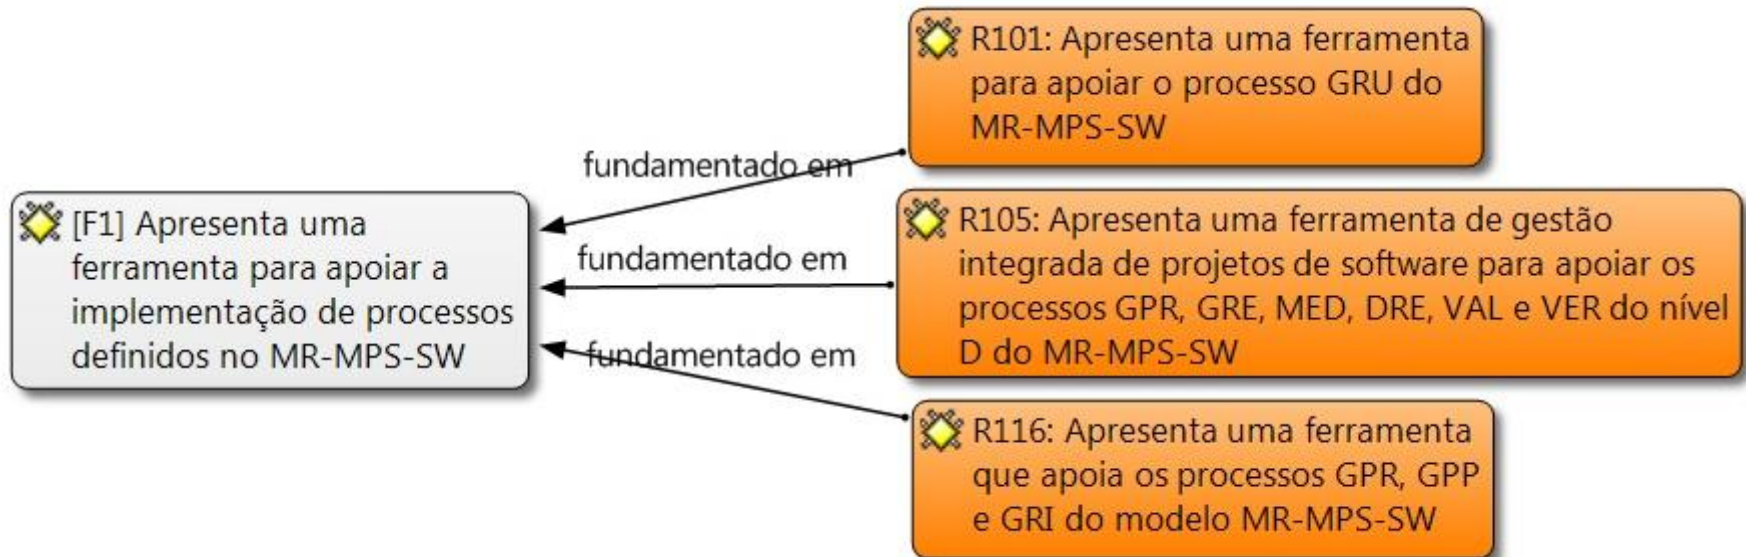 [F1] Apresenta uma
ferramenta para apoiar a
implementação de processos
definidos no MR-MPS-SW
fundamentado em
fundamentado em
fundamentado em
R101: Apresenta uma ferramenta
para apoiar o processo GRU do
MR-MPS-SW
R105: Apresenta uma ferramenta de gestão
integrada de projetos de software para apoiar os
processos GPR, GRE, MED, DRE, VAL e VER do nível
D do MR-MPS-SW
R116: Apresenta uma ferramenta
que apoia os processos GPR, GPP
e GRI do modelo MR-MPS-SW